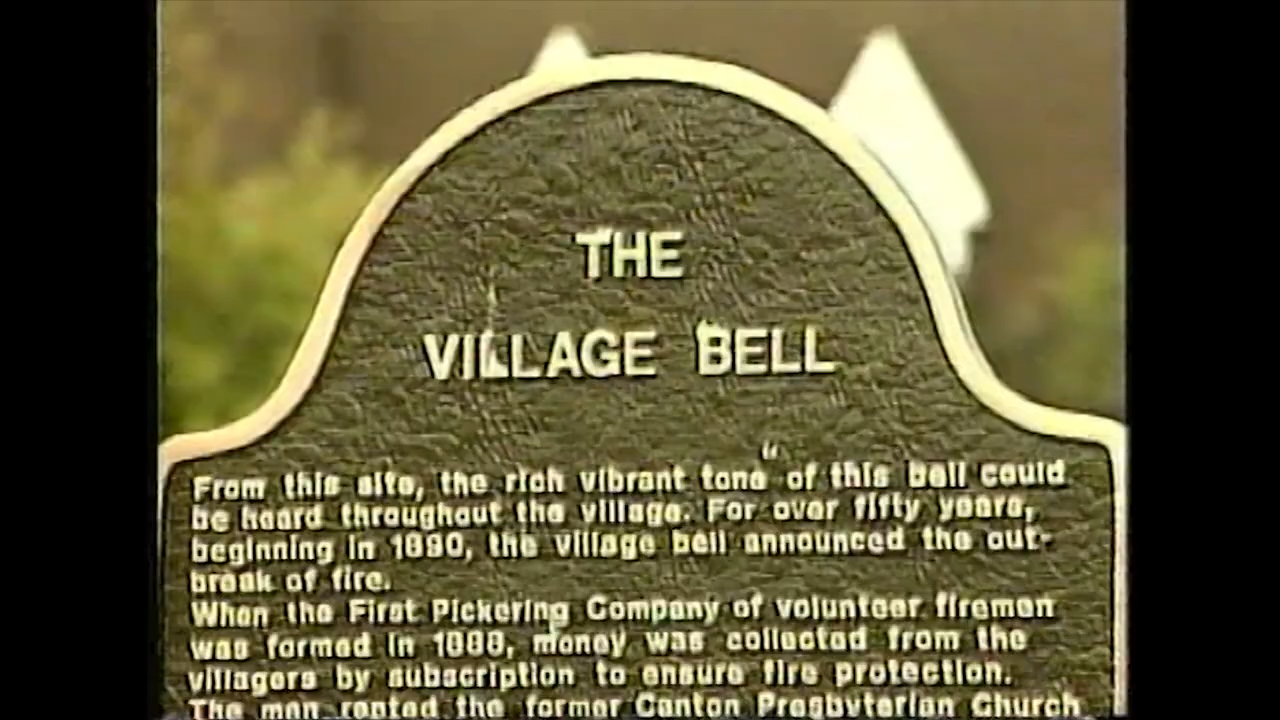 THE
VILLAGE BELL
From this site, the rich vibrant tone of this bell could
be heard throughout the village. For over fifty years,
beginning in 1890, the village bell announced the out-
break of fire.
When the First Pickering Company of volunteer firemen
was formed in 1888, money was collected from the
villagers by subscription to ensure fire protection.
The men rented the former Canton Presbyterian Church